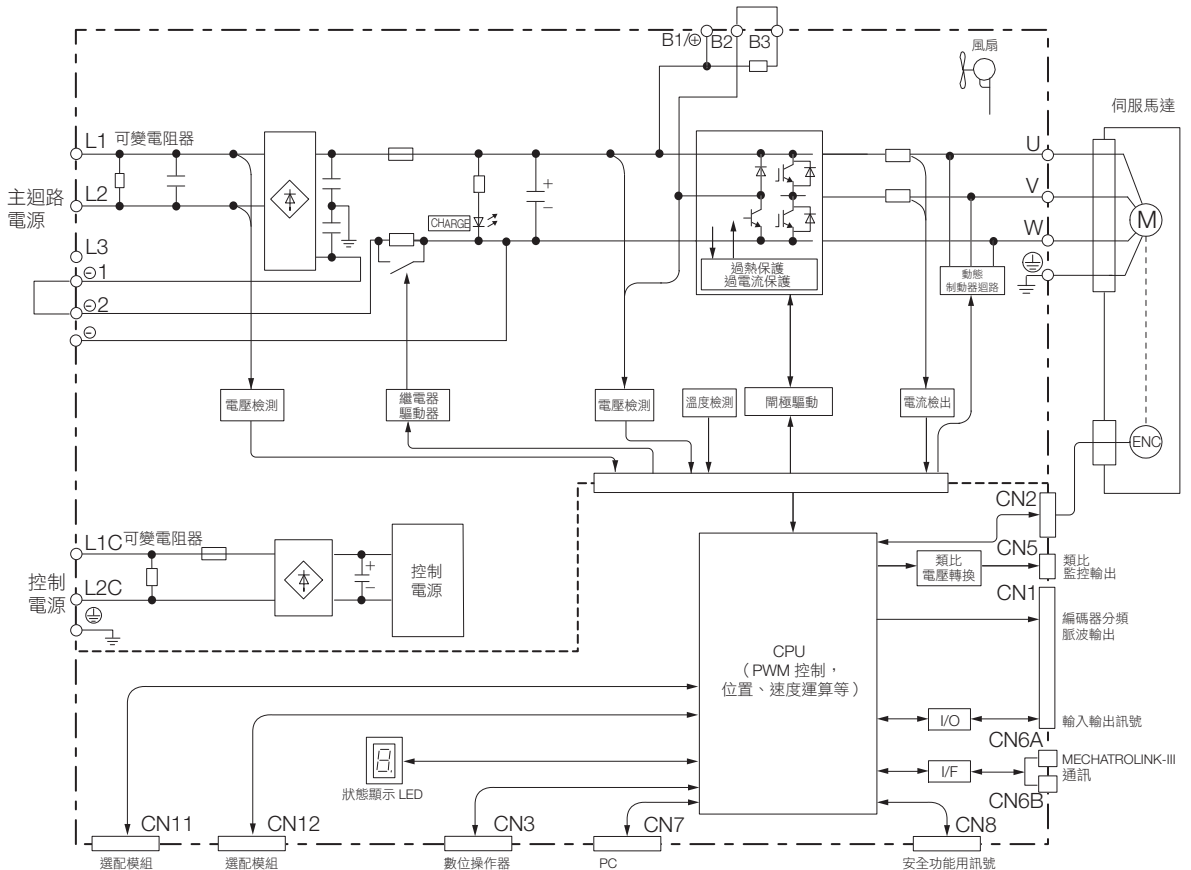 B1/⊕ B2 B3
風扇
伺服馬達
L1 可變電阻器
U
主迴路
電源
L2
V
CHARGE
+
−
W
M
L3
過熱保護
過電流保護
動態
制動器迴路
⊖1
⊖2
⊖
電壓檢測
繼電器
驅動器
電壓檢測
溫度檢測
閘極驅動
電流檢出
ENC
CN2
L1C 可變電阻器
控制
電源
L2C
+
−
控制
電源
類比
電壓轉換
CN5
類比
監控輸出
CN1
編碼器分頻
脈波輸出
CPU
（PWM 控制，
位置、速度運算等）
I/O
輸入輸出訊號
CN6A
MECHATROLINK-III
通訊
I/F
CN6B
8.
狀態顯示 LED
CN11
CN12
CN3
CN7
CN8
選配模組
選配模組
數位操作器
PC
安全功能用訊號